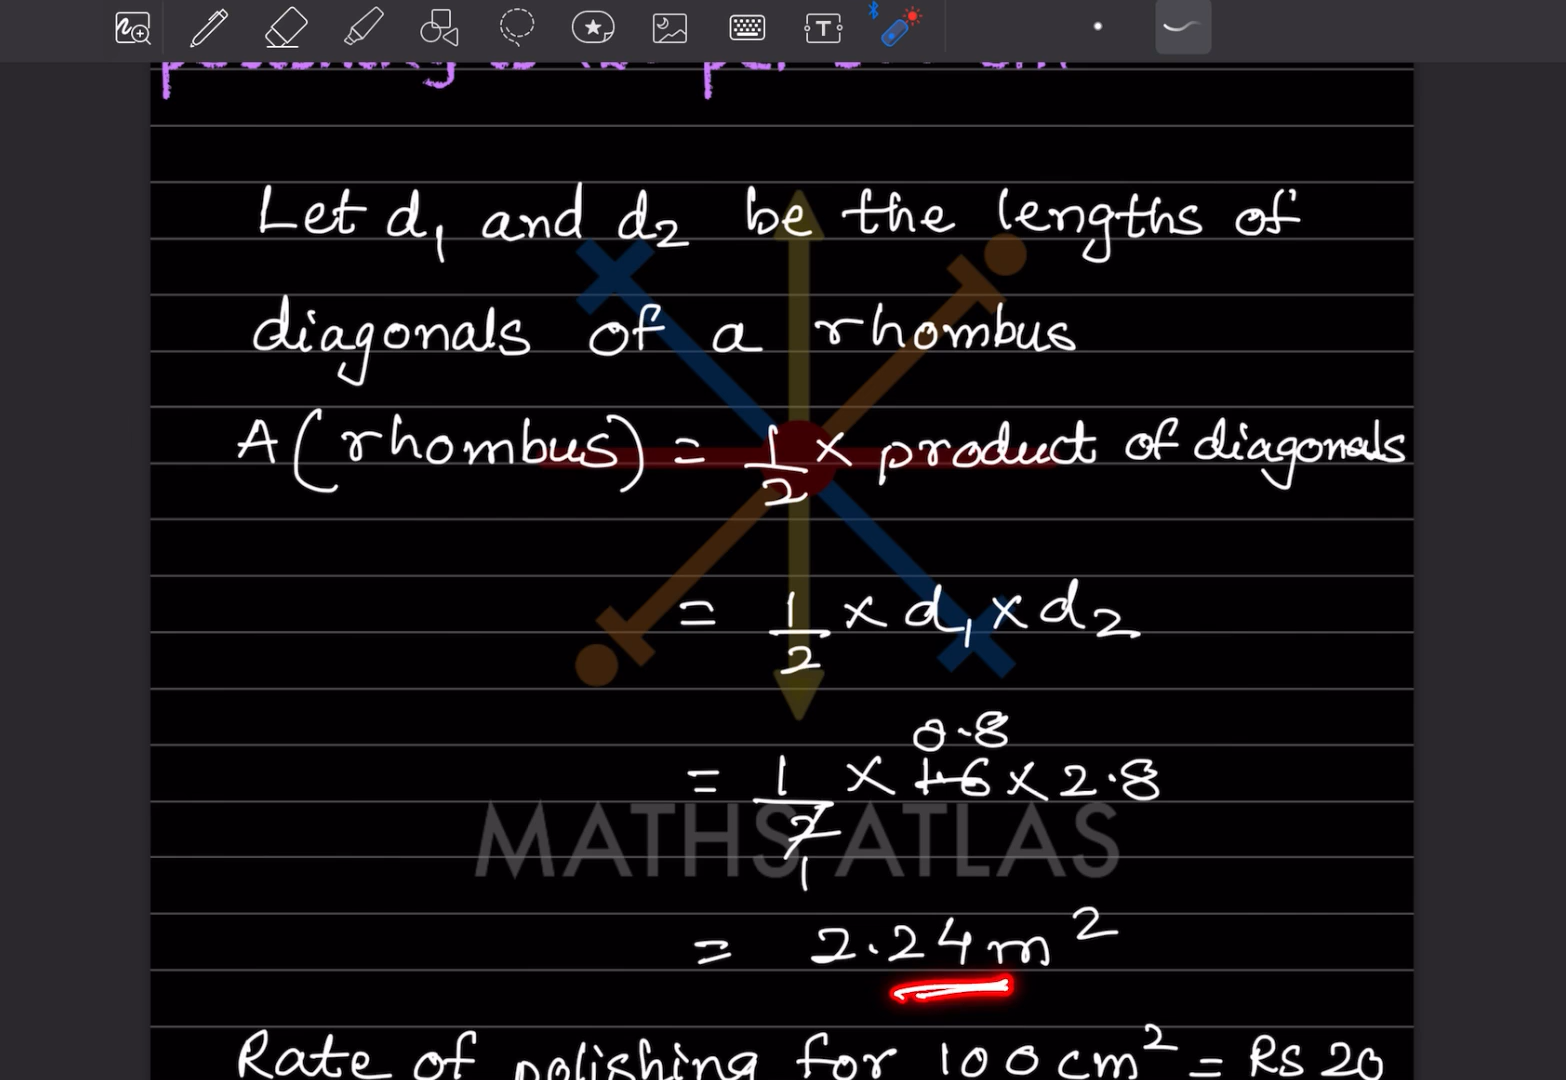 Let d₁ and d₂ be the lengths of
diagonals of a rhombus
A(rhombus) = 1/2 × product of diagonals
= 1/2 × d₁ × d₂
0.8
= 1/2 × 1.6 × 2.8
1
MATHS ATLAS
= 2.24 m²
Rate of polishing for 100 cm² = Rs 20